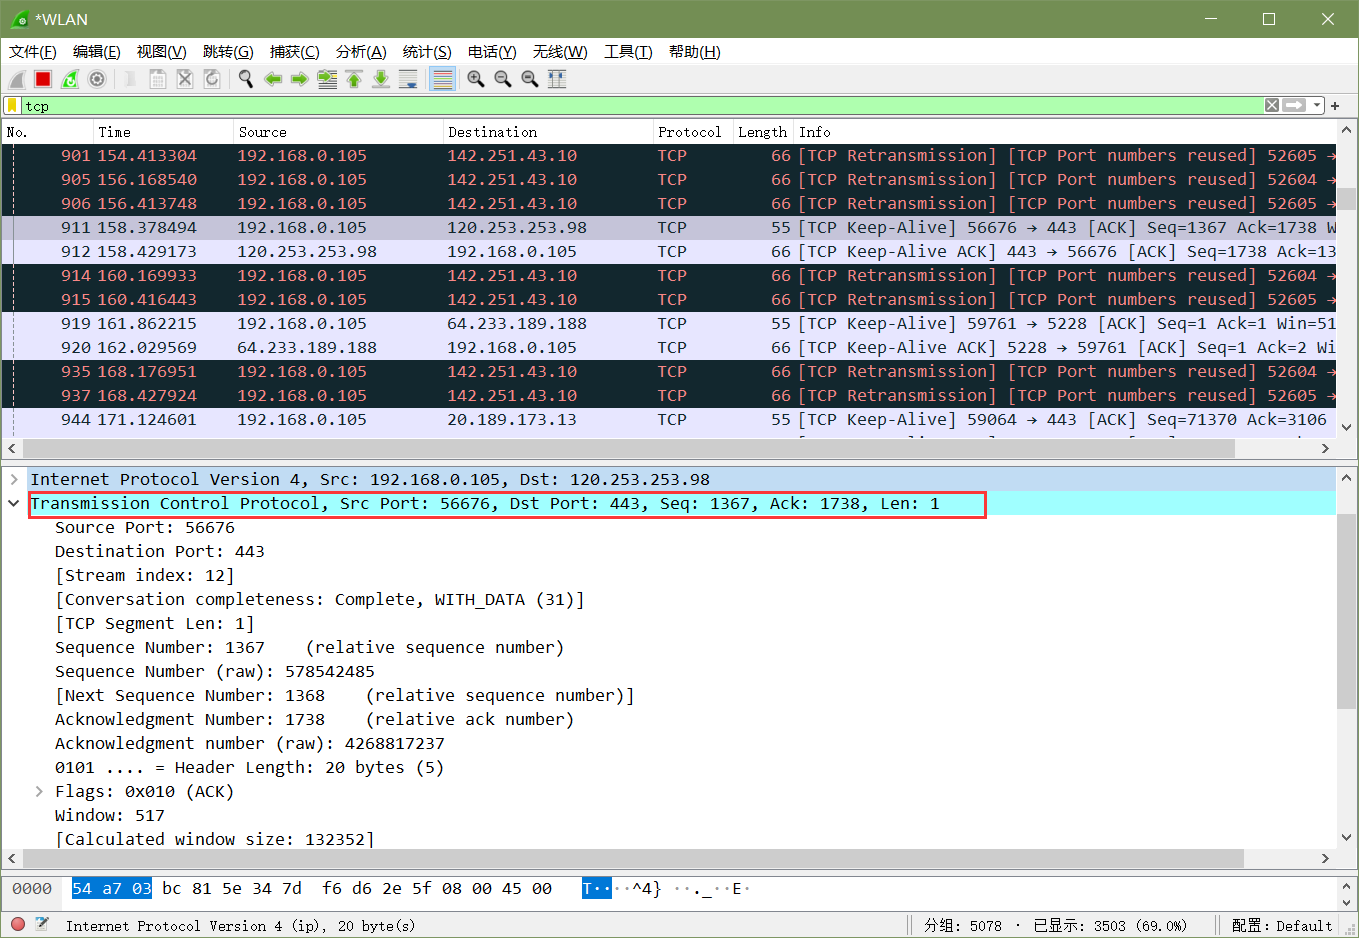 *WLAN
文件(F) 编辑(E) 视图(V) 跳转(G) 捕获(C) 分析(A) 统计(S) 电话(Y) 无线(W) 工具(T) 帮助(H)
tcp
No. Time Source Destination Protocol Length Info
901 154.413304 192.168.0.105 142.251.43.10 TCP 66 [TCP Retransmission] [TCP Port numbers reused] 52605 →
905 156.168540 192.168.0.105 142.251.43.10 TCP 66 [TCP Retransmission] [TCP Port numbers reused] 52604 →
906 156.413748 192.168.0.105 142.251.43.10 TCP 66 [TCP Retransmission] [TCP Port numbers reused] 52605 →
911 158.378494 192.168.0.105 120.253.253.98 TCP 55 [TCP Keep-Alive] 56676 → 443 [ACK] Seq=1367 Ack=1738 W
912 158.429173 120.253.253.98 192.168.0.105 TCP 66 [TCP Keep-Alive ACK] 443 → 56676 [ACK] Seq=1738 Ack=13
914 160.169933 192.168.0.105 142.251.43.10 TCP 66 [TCP Retransmission] [TCP Port numbers reused] 52604 →
915 160.416443 192.168.0.105 142.251.43.10 TCP 66 [TCP Retransmission] [TCP Port numbers reused] 52605 →
919 161.862215 192.168.0.105 64.233.189.188 TCP 55 [TCP Keep-Alive] 59761 → 5228 [ACK] Seq=1 Ack=1 Win=51
920 162.029569 64.233.189.188 192.168.0.105 TCP 66 [TCP Keep-Alive ACK] 5228 → 59761 [ACK] Seq=1 Ack=2 Wi
935 168.176951 192.168.0.105 142.251.43.10 TCP 66 [TCP Retransmission] [TCP Port numbers reused] 52604 →
937 168.427924 192.168.0.105 142.251.43.10 TCP 66 [TCP Retransmission] [TCP Port numbers reused] 52605 →
944 171.124601 192.168.0.105 20.189.173.13 TCP 55 [TCP Keep-Alive] 59064 → 443 [ACK] Seq=71370 Ack=3106
Internet Protocol Version 4, Src: 192.168.0.105, Dst: 120.253.253.98
Transmission Control Protocol, Src Port: 56676, Dst Port: 443, Seq: 1367, Ack: 1738, Len: 1
Source Port: 56676
Destination Port: 443
[Stream index: 12]
[Conversation completeness: Complete, WITH_DATA (31)]
[TCP Segment Len: 1]
Sequence Number: 1367 (relative sequence number)
Sequence Number (raw): 578542485
[Next Sequence Number: 1368 (relative sequence number)]
Acknowledgment Number: 1738 (relative ack number)
Acknowledgment number (raw): 4268817237
0101 .... = Header Length: 20 bytes (5)
Flags: 0x010 (ACK)
Window: 517
[Calculated window size: 132352]
0000 54 a7 03 bc 81 5e 34 7d f6 d6 2e 5f 08 00 45 00 T····^4} ··._··E·
Internet Protocol Version 4 (ip), 20 byte(s) 分组: 5078 · 已显示: 3503 (69.0%) 配置: Default